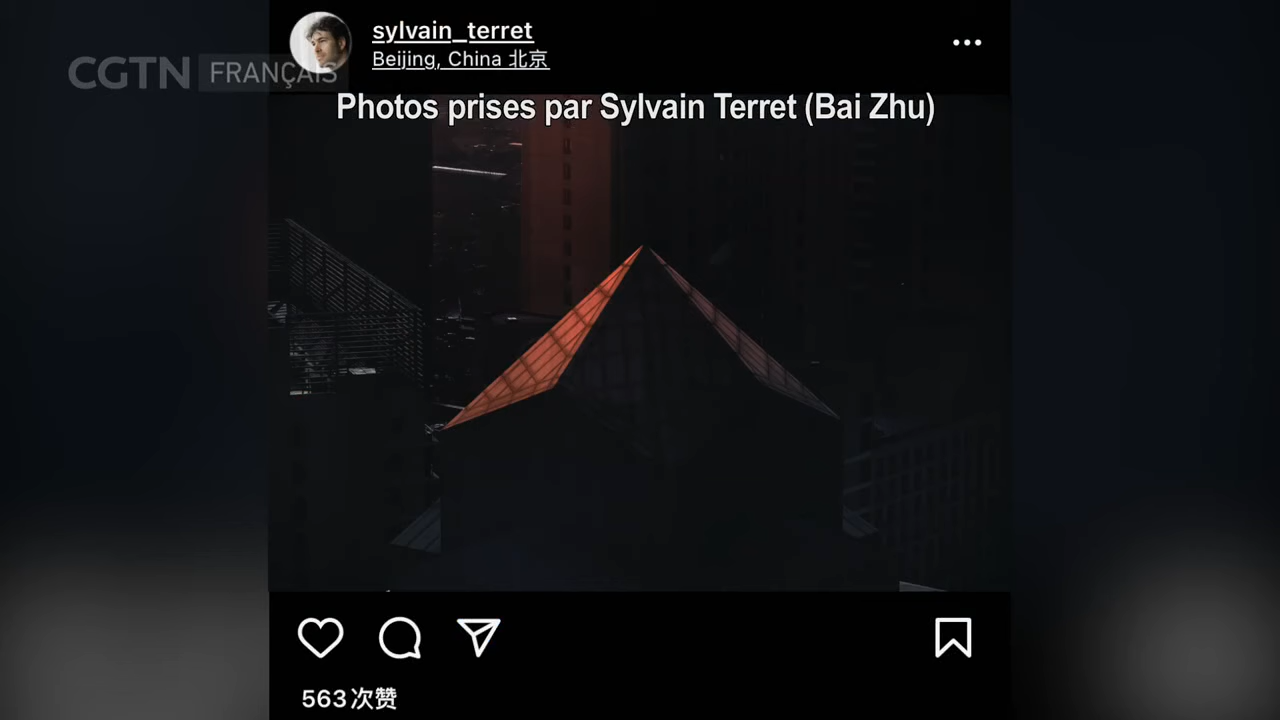 sylvain_terret
Beijing, China 北京
CGTN FRANÇAIS
Photos prises par Sylvain Terret (Bai Zhu)
563次赞